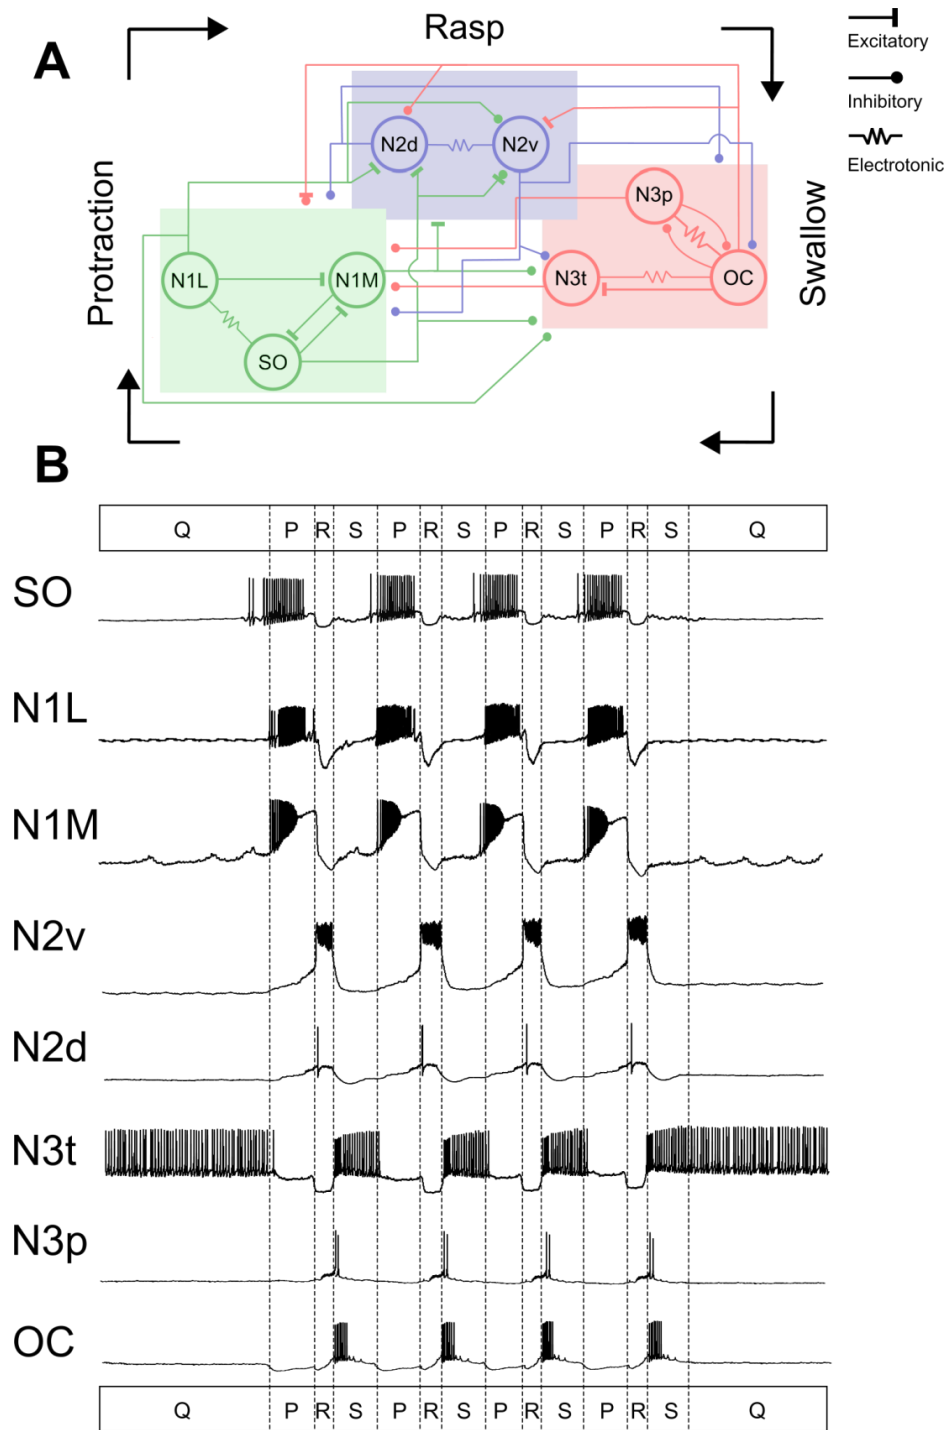 A
Rasp
Excitatory
Inhibitory
Electrotonic
Protraction
Swallow
N2d
N2v
N3p
N1L
N1M
N3t
OC
SO
B
Q P R S P R S P R S P R S Q
SO
N1L
N1M
N2v
N2d
N3t
N3p
OC
Q P R S P R S P R S P R S Q